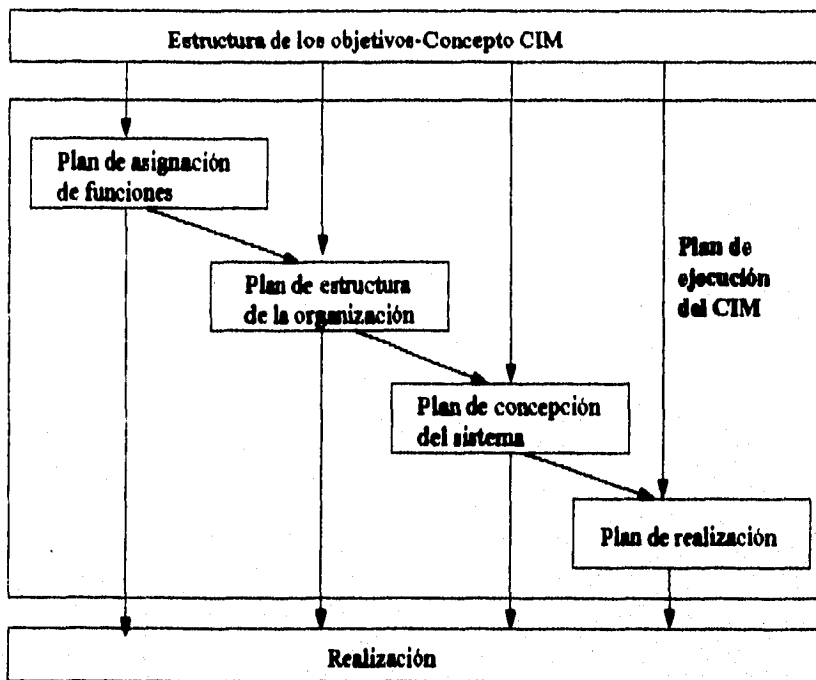 Estructura de los objetivos-Concepto CIM
Plan de asignación
de funciones
Plan de estructura
de la organización
Plan de
ejecución
del CIM
Plan de concepción
del sistema
Plan de realización
Realización